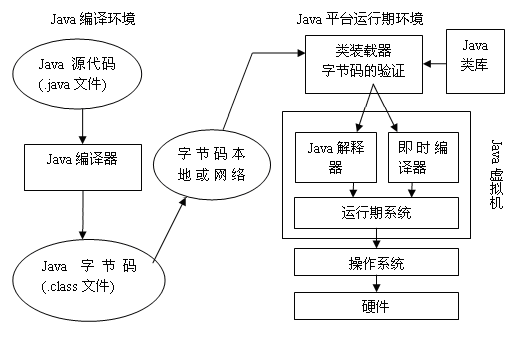 Java 编译环境
Java 源代码
(.java 文件)
Java 编译器
Java 字节码
(.class 文件)
字节码本
地或网络
Java 平台运行期环境
类装载器
字节码的验证
Java
类库
Java 解释
器
即时编
译器
运行期系统
Java 虚拟机
操作系统
硬件